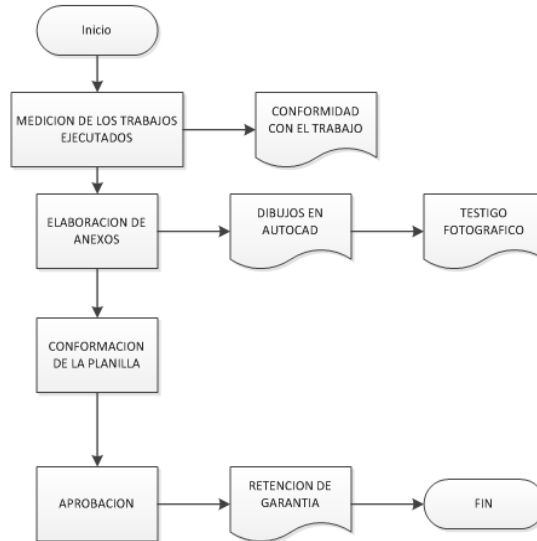 Inicio
MEDICION DE LOS TRABAJOS
EJECUTADOS
CONFORMIDAD
CON EL TRABAJO
ELABORACION DE
ANEXOS
DIBUJOS EN
AUTOCAD
TESTIGO
FOTOGRAFICO
CONFORMACION
DE LA PLANILLA
APROBACION
RETENCION DE
GARANTIA
FIN